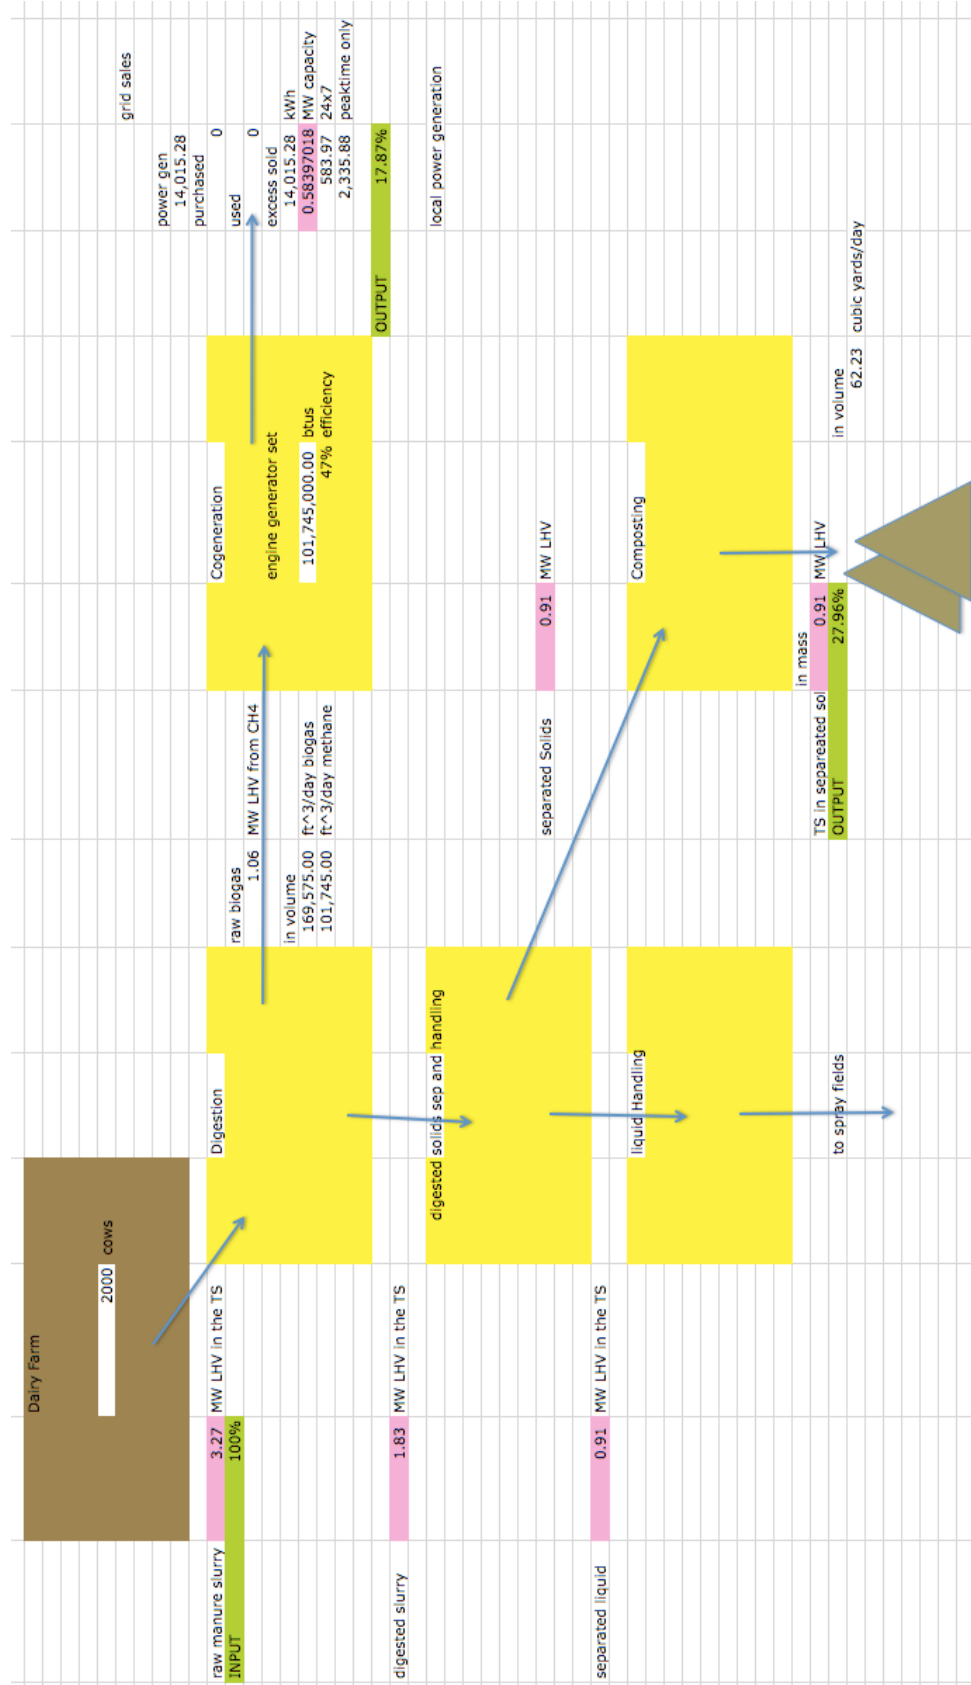 Dairy Farm
2000 cows
grid sales
power gen
14,015.28
purchased
0
used
0
excess sold
14,015.28 kWh
0.58397018 MW capacity
583.97 24x7
2,335.88 peaktime only
OUTPUT 17.87%
local power generation
raw manure slurry 3.27 MW LHV in the TS
INPUT 100%
Digestion
raw biogas
1.06 MW LHV from CH4
in volume
169,575.00 ft^3/day biogas
101,745.00 ft^3/day methane
Cogeneration
engine generator set
101,745,000.00 btus
47% efficiency
digested slurry 1.83 MW LHV in the TS
digested solids sep and handling
separated Solids 0.91 MW LHV
separated liquid 0.91 MW LHV in the TS
liquid Handling
Composting
in mass
TS in sepereated sol 0.91 MW LHV
OUTPUT 27.96%
in volume
62.23 cubic yards/day
to spray fields